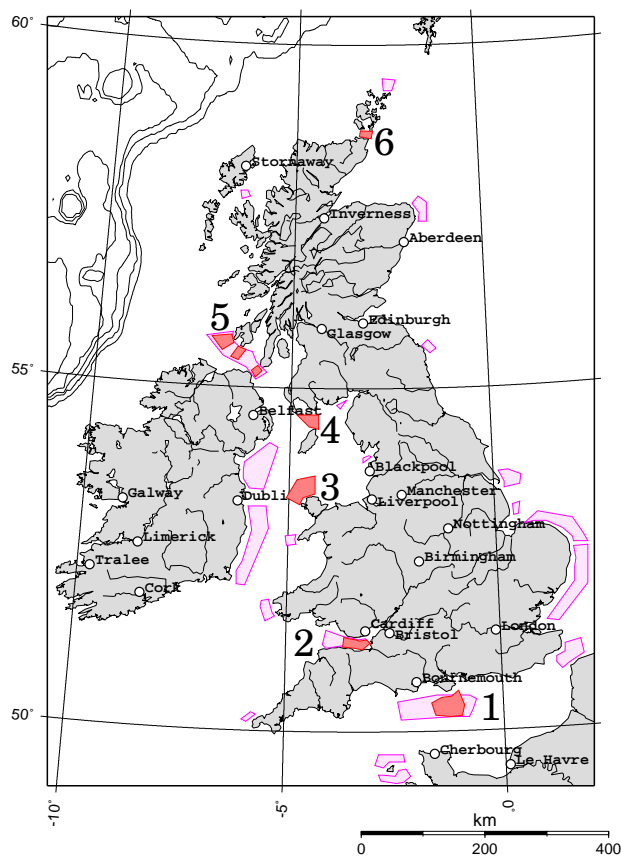 60°
6
Stornaway
Inverness
Aberdeen
5
Edinburgh
Glasgow
55°
Belfast
4
Blackpool
3
Galway
Dubli
Manchester
Liverpool
Nottingham
Limerick
Tralee
Birmingham
Cork
Cardiff
London
Bristol
2
Bournemouth
1
50°
Cherbourg
Le Havre
-10°
-5°
0°
km
0
200
400